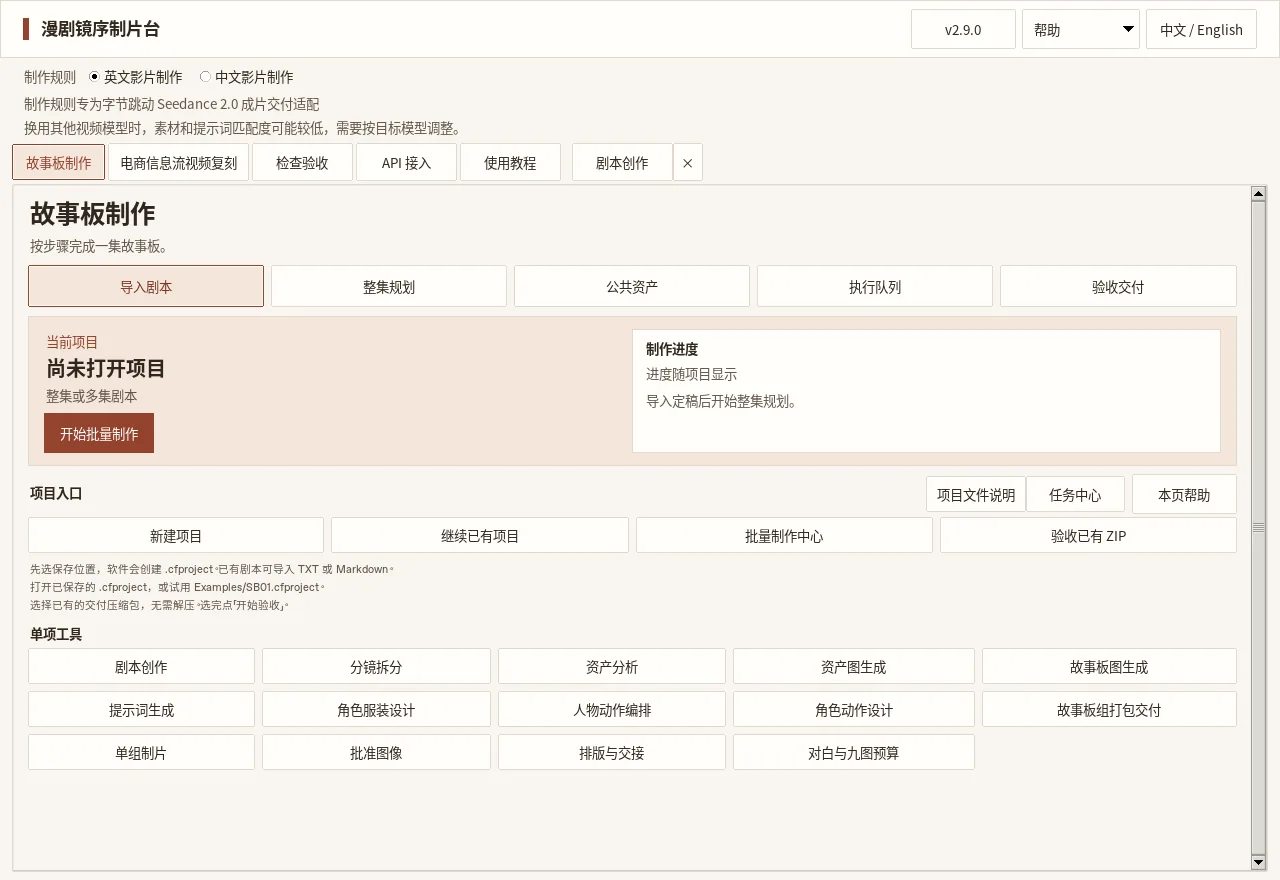 漫剧镜序制片台
v2.9.0
帮助
中文 / English
制作规则 英文影片制作 中文影片制作
制作规则专为字节跳动 Seedance 2.0 成片交付适配
换用其他视频模型时，素材和提示词匹配度可能较低，需要按目标模型调整。
故事板制作 电商信息流视频复刻 检查验收 API 接入 使用教程 剧本创作 ×
故事板制作
按步骤完成一集故事板。
导入剧本 整集规划 公共资产 执行队列 验收交付
当前项目
尚未打开项目
整集或多集剧本
开始批量制作
制作进度
进度随项目显示
导入定稿后开始整集规划。
项目入口
项目文件说明 任务中心 本页帮助
新建项目 继续已有项目 批量制作中心 验收已有 ZIP
先选保存位置，软件会创建 .cfproject。已有剧本可导入 TXT 或 Markdown。
打开已保存的 .cfproject，或试用 Examples/SB01.cfproject。
选择已有的交付压缩包，无需解压。选完点「开始验收」。
单项工具
剧本创作 分镜拆分 资产分析 资产图生成 故事板图生成
提示词生成 角色服装设计 人物动作编排 角色动作设计 故事板组打包交付
单组制片 批准图像 排版与交接 对白与九图预算